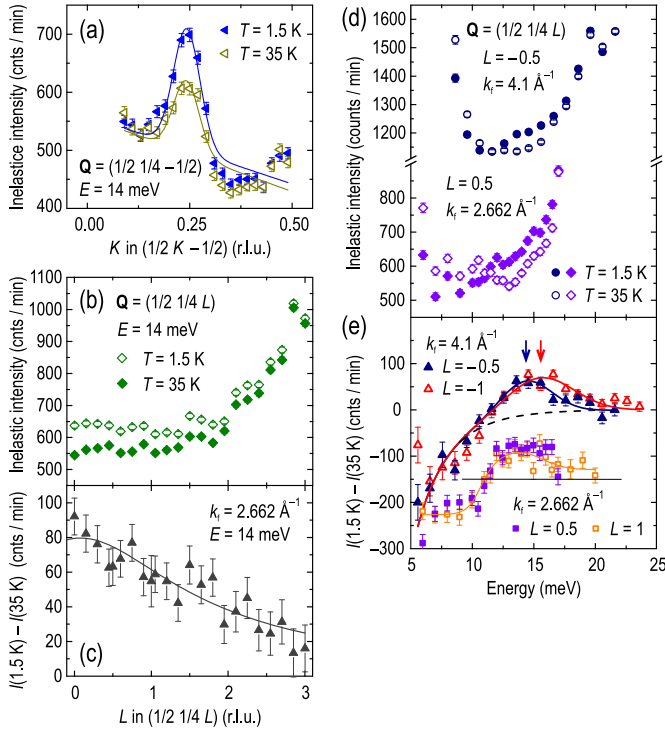 (a)
T = 1.5 K
T = 35 K
Q = (1/2 1/4 −1/2)
E = 14 meV
Inelastice intensity (cnts / min)
700
600
500
400
0.00
0.25
0.50
K in (1/2 K −1/2) (r.l.u.)
(b)
Q = (1/2 1/4 L)
E = 14 meV
T = 1.5 K
T = 35 K
Inelastic intensity (cnts / min)
1100
1000
900
800
700
600
500
(c)
k_f = 2.662 Å⁻¹
E = 14 meV
I(1.5 K) − I(35 K) (cnts / min)
100
80
60
40
20
0
0
1
2
3
L in (1/2 1/4 L) (r.l.u.)
(d)
Q = (1/2 1/4 L)
L = −0.5
k_f = 4.1 Å⁻¹
L = 0.5
k_f = 2.662 Å⁻¹
T = 1.5 K
T = 35 K
Inelastic intensity (counts / min)
1600
1500
1400
1300
1200
1100
800
700
600
500
(e)
k_f = 4.1 Å⁻¹
L = −0.5
L = −1
k_f = 2.662 Å⁻¹
L = 0.5
L = 1
I(1.5 K) − I(35 K) (cnts / min)
100
0
−100
−200
−300
−150
5
10
15
20
25
Energy (meV)